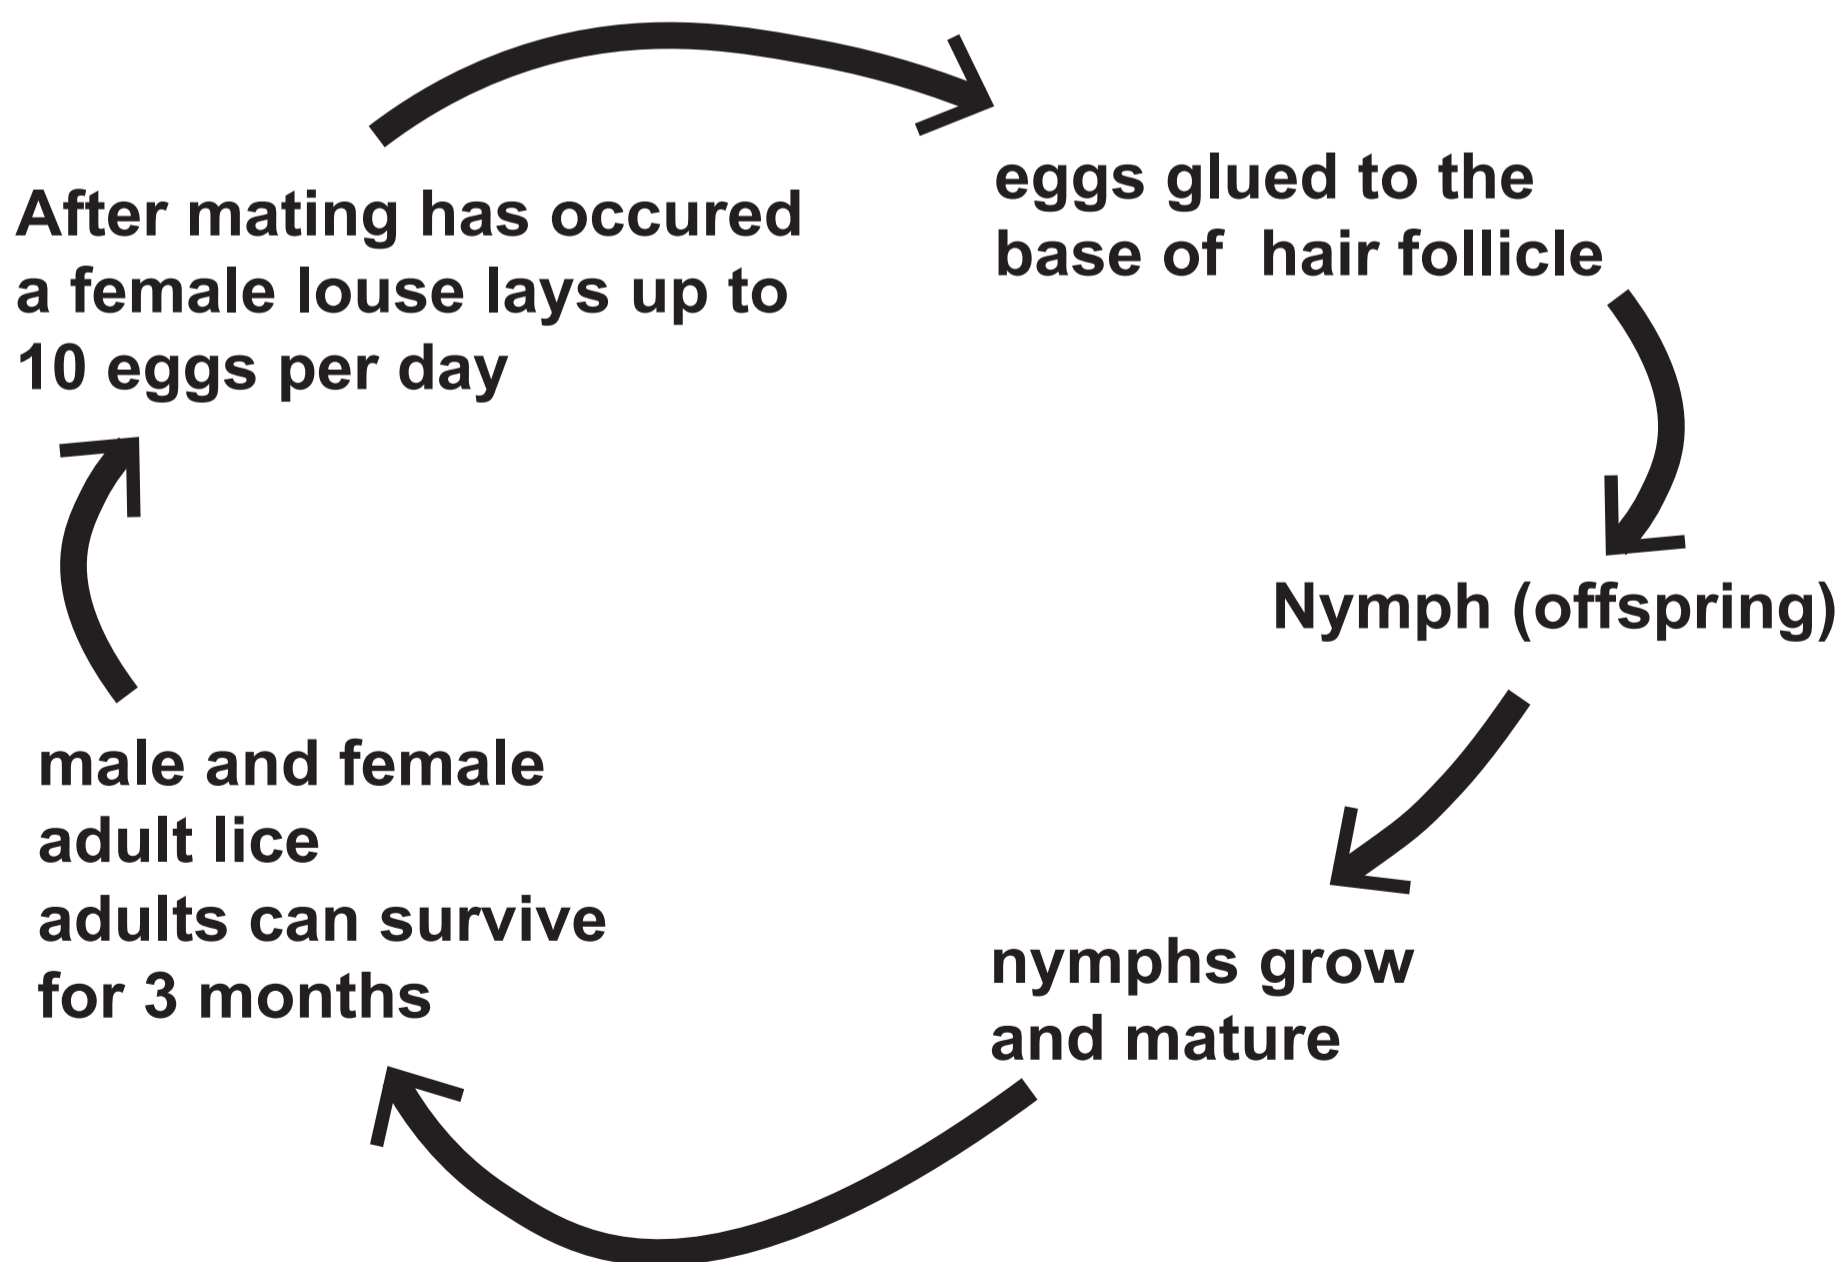 After mating has occured
a female louse lays up to
10 eggs per day
eggs glued to the
base of  hair follicle
Nymph (offspring)
nymphs grow
and mature
male and female
adult lice
adults can survive
for 3 months